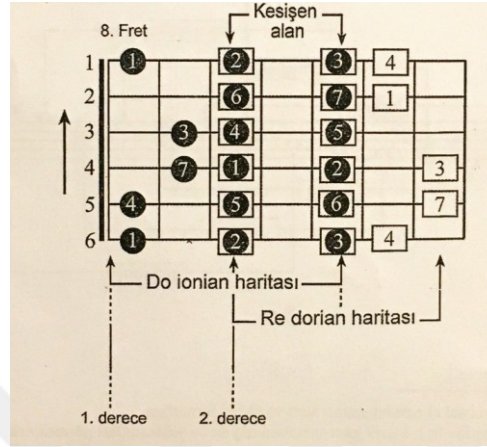 Kesişen
alan
8. Fret
1 1 2 3 4
2 6 7 1
3 3 4 5
4 7 1 2 3
5 4 5 6 7
6 1 2 3 4
Do ionian haritası
Re dorian haritası
1. derece 2. derece